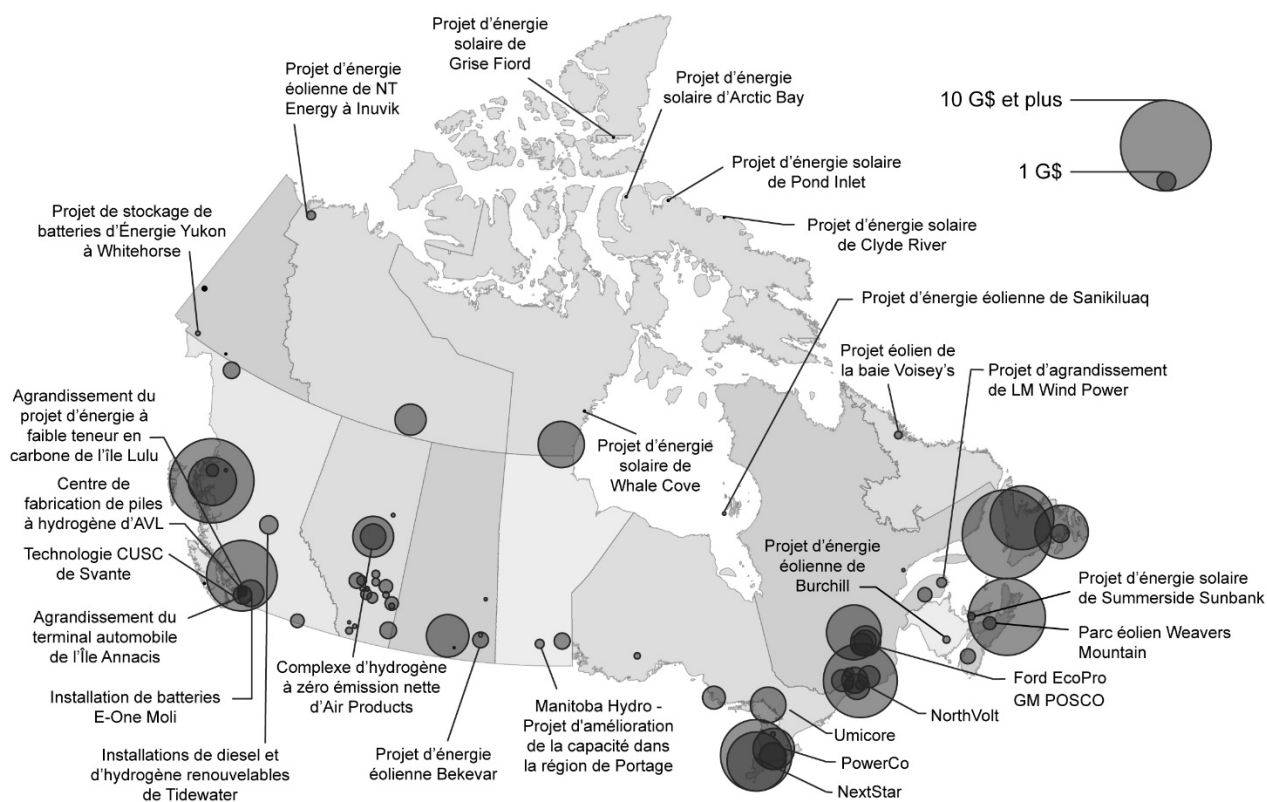 Projet d'énergie
solaire de
Grise Fiord
Projet d'énergie
éolienne de NT
Energy à Inuvik
Projet d'énergie
solaire d'Arctic Bay
10 G$ et plus
1 G$
Projet d'énergie solaire
de Pond Inlet
Projet de stockage de
batteries d'Énergie Yukon
à Whitehorse
Projet d'énergie solaire
de Clyde River
Projet d'énergie éolienne de Sanikiluaq
Projet éolien de
la baie Voisey's
Projet d'agrandissement
de LM Wind Power
Agrandissement du
projet d'énergie à
faible teneur en
carbone de l'île Lulu
Centre de
fabrication de piles
à hydrogène d'AVL
Technologie CUSC
de Svante
Agrandissement du
terminal automobile
de l'Île Annacis
Installation de batteries
E-One Moli
Installations de diesel et
d'hydrogène renouvelables
de Tidewater
Complexe d'hydrogène
à zéro émission nette
d'Air Products
Projet d'énergie
éolienne Bekevar
Manitoba Hydro -
Projet d'amélioration
de la capacité dans
la région de Portage
Projet d'énergie
solaire de
Whale Cove
Projet d'énergie
éolienne de
Burchill
Projet d'énergie solaire
de Summerside Sunbank
Parc éolien Weavers
Mountain
Ford EcoPro
GM POSCO
NorthVolt
Umicore
PowerCo
NextStar